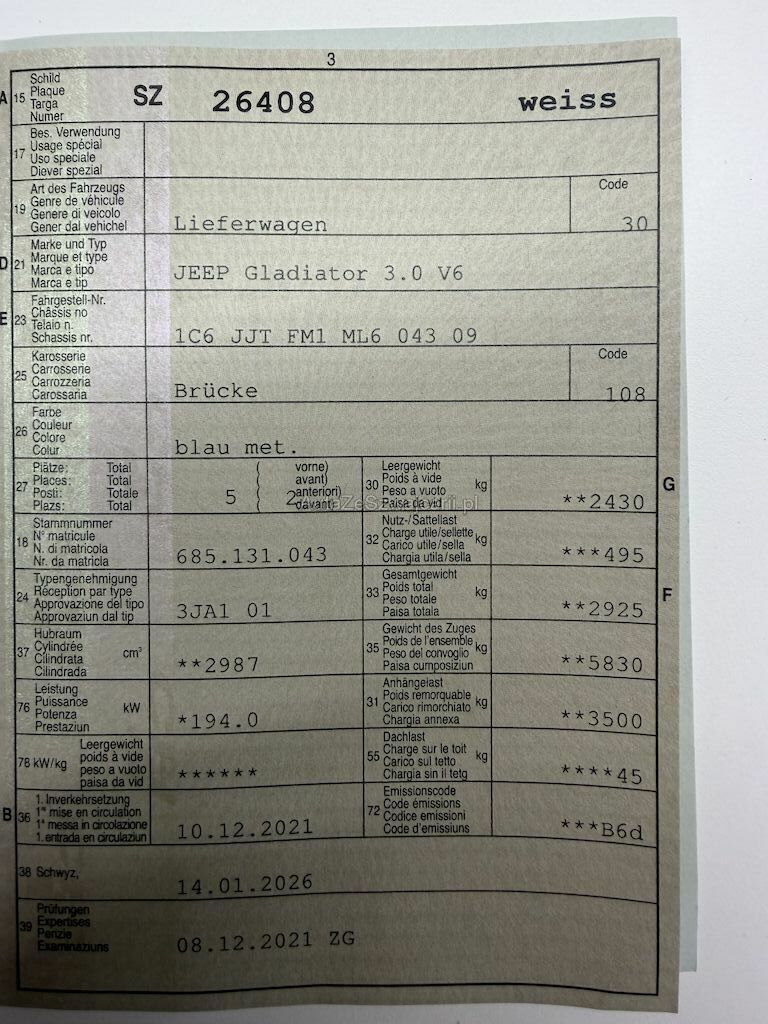 3
A 15 Schild
Plaque
Targa
Numer
SZ 26408 weiss
17 Bes. Verwendung
Usage spécial
Uso speciale
Diever spezial
19 Art des Fahrzeugs
Genre de véhicule
Genere di veicolo
Gener dal vehichel
Lieferwagen
Code
30
D 21 Marke und Typ
Marque et type
Marca e tipo
Marca e tip
JEEP Gladiator 3.0 V6
E 23 Fahrgestell-Nr.
Châssis no
Telaio n.
Schassis nr.
1C6 JJT FM1 ML6 043 09
25 Karosserie
Carrosserie
Carrozzeria
Carossaria
Brücke
Code
108
26 Farbe
Couleur
Colore
Colur
blau met.
27 Plätze: Total
Places: Total
Posti: Totale
Plazs: Total
5 ( vorne)
( avant)
( 2 anteriori)
( davant)
30 Leergewicht
Poids à vide
Peso a vuoto
Paisa da vid
kg
**2430
G
18 Stammnummer
N° matricule
N. di matricola
Nr. da matricla
685.131.043
32 Nutz-/Sattellast
Charge utile/sellette
Carico utile/sella
Chargia utila/sella
kg
***495
24 Typengenehmigung
Réception par type
Approvazione del tipo
Approvaziun dal tip
3JA1 01
33 Gesamtgewicht
Poids total
Peso totale
Paisa totala
kg
**2925
F
37 Hubraum
Cylindrée
Cilindrata
Cilindrada
cm³
**2987
35 Gewicht des Zuges
Poids de l'ensemble
Peso del convoglio
Paisa cumposiziun
kg
**5830
76 Leistung
Puissance
Potenza
Prestaziun
kW
*194.0
31 Anhängelast
Poids remorquable
Carico rimorchiato
Chargia annexa
kg
**3500
78 kW/kg Leergewicht
poids à vide
peso a vuoto
paisa da vid
******
55 Dachlast
Charge sur le toit
Carico sul tetto
Chargia sin il tetg
kg
****45
B 36 1. Inverkehrsetzung
1re mise en circulation
1a messa in circolazione
1. entrada en circulaziun
10.12.2021
72 Emissionscode
Code émissions
Codice emissioni
Code d'emissiuns
***B6d
38 Schwyz,
14.01.2026
39 Prüfungen
Expertises
Perizie
Examinaziuns
08.12.2021 ZG